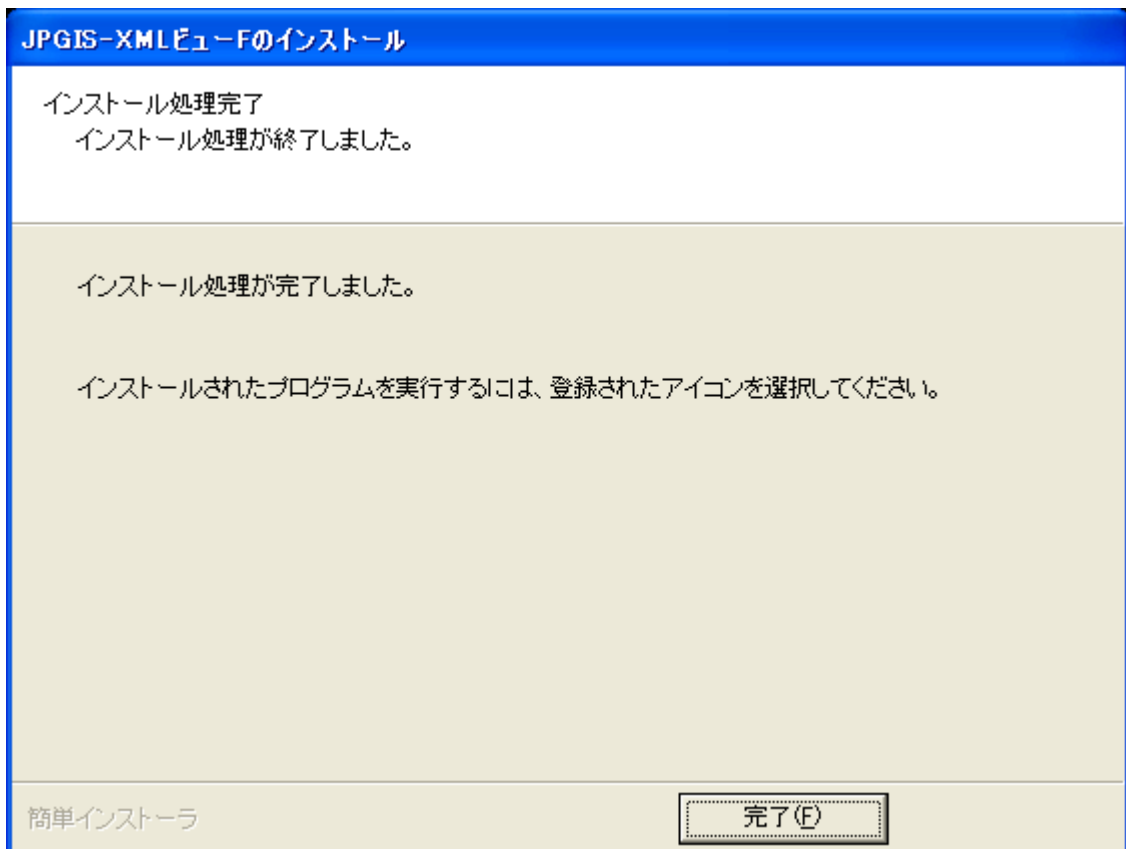 JPGIS-XMLビューFのインストール
インストール処理完了
インストール処理が終了しました。
インストール処理が完了しました。
インストールされたプログラムを実行するには、登録されたアイコンを選択してください。
簡単インストーラ
完了(F)